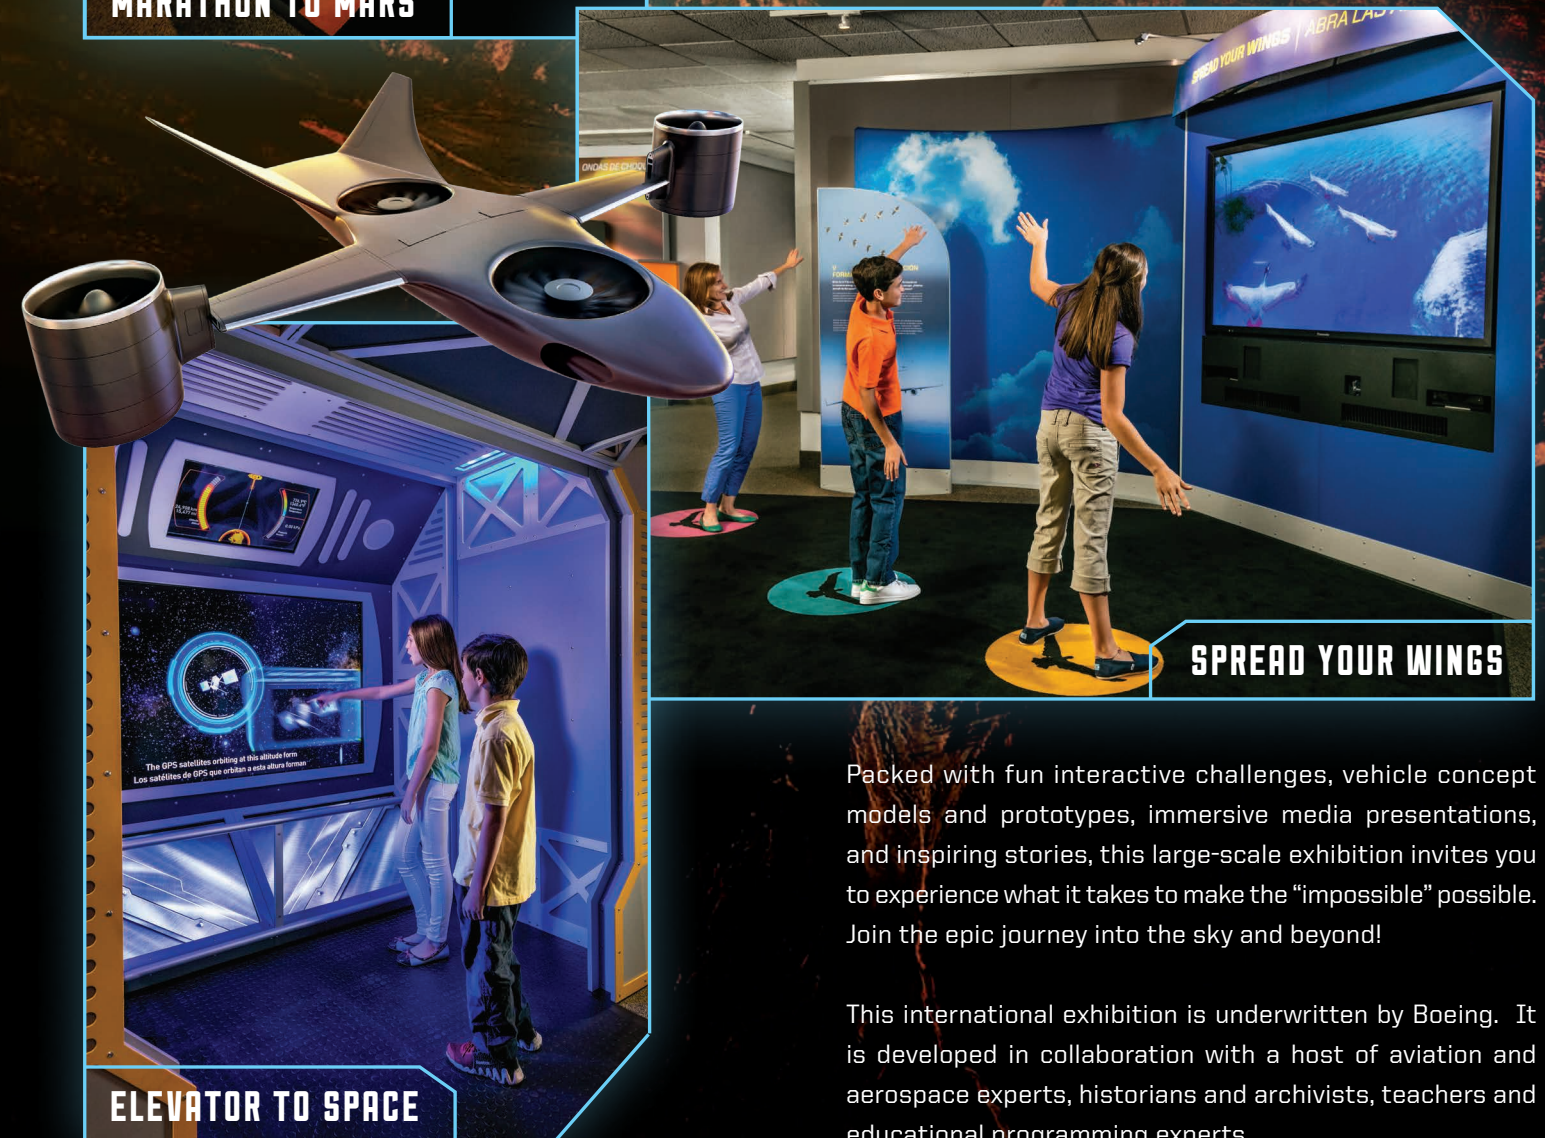 MARATHON TO MARS
SPREAD YOUR WINGS | ABRA LAS
ONDAS DE CHOQU
V
The GPS satellites orbiting at this altitude form
Los satélites de GPS que orbitan a esta altura forman
SPREAD YOUR WINGS
Packed with fun interactive challenges, vehicle concept
models and prototypes, immersive media presentations,
and inspiring stories, this large-scale exhibition invites you
to experience what it takes to make the “impossible” possible.
Join the epic journey into the sky and beyond!
This international exhibition is underwritten by Boeing. It
is developed in collaboration with a host of aviation and
aerospace experts, historians and archivists, teachers and
educational programming experts.
ELEVATOR TO SPACE